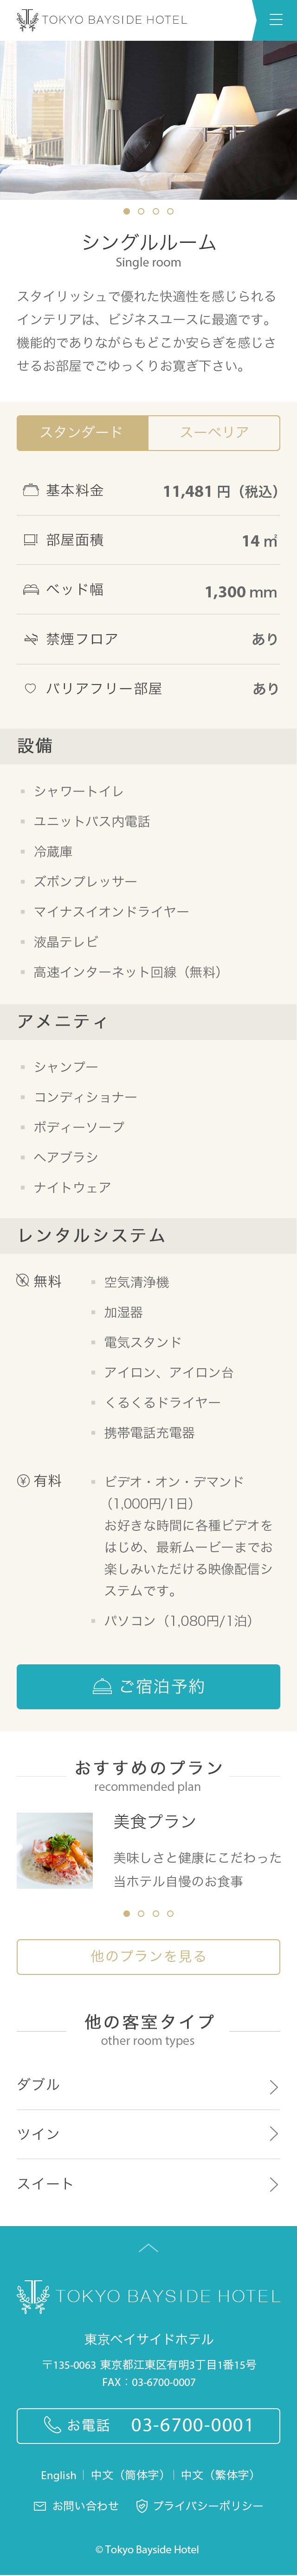 TOKYO BAYSIDE HOTEL
シングルルーム
Single room
スタイリッシュで優れた快適性を感じられる
インテリアは、ビジネスユースに最適です。
機能的でありながらもどこか安らぎを感じさ
せるお部屋でごゆっくりお寛ぎ下さい。
スタンダード スーペリア
基本料金 11,481 円（税込）
部屋面積 14 ㎡
ベッド幅 1,300 mm
禁煙フロア あり
バリアフリー部屋 あり
設備
シャワートイレ
ユニットバス内電話
冷蔵庫
ズボンプレッサー
マイナスイオンドライヤー
液晶テレビ
高速インターネット回線（無料）
アメニティ
シャンプー
コンディショナー
ボディーソープ
ヘアブラシ
ナイトウェア
レンタルシステム
無料
空気清浄機
加湿器
電気スタンド
アイロン、アイロン台
くるくるドライヤー
携帯電話充電器
有料
ビデオ・オン・デマンド
（1,000円/1日）
お好きな時間に各種ビデオを
はじめ、最新ムービーまでお
楽しみいただける映像配信シ
ステムです。
パソコン（1,080円/1泊）
ご宿泊予約
おすすめのプラン
recommended plan
美食プラン
美味しさと健康にこだわった
当ホテル自慢のお食事
他のプランを見る
他の客室タイプ
other room types
ダブル
ツイン
スイート
TOKYO BAYSIDE HOTEL
東京ベイサイドホテル
〒135-0063 東京都江東区有明3丁目1番15号
FAX：03-6700-0007
お電話 03-6700-0001
English｜中文（簡体字）｜中文（繁体字）
お問い合わせ プライバシーポリシー
© Tokyo Bayside Hotel